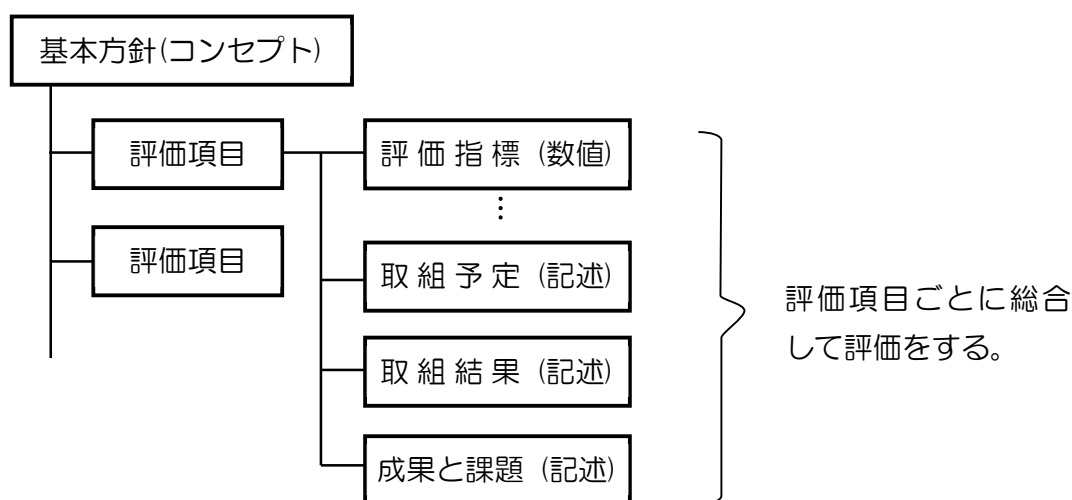 基本方針(コンセプト)
評価項目
評価指標 (数値)
⋮
評価項目
取組予定 (記述)
取組結果 (記述)
成果と課題 (記述)
評価項目ごとに総合
して評価をする。